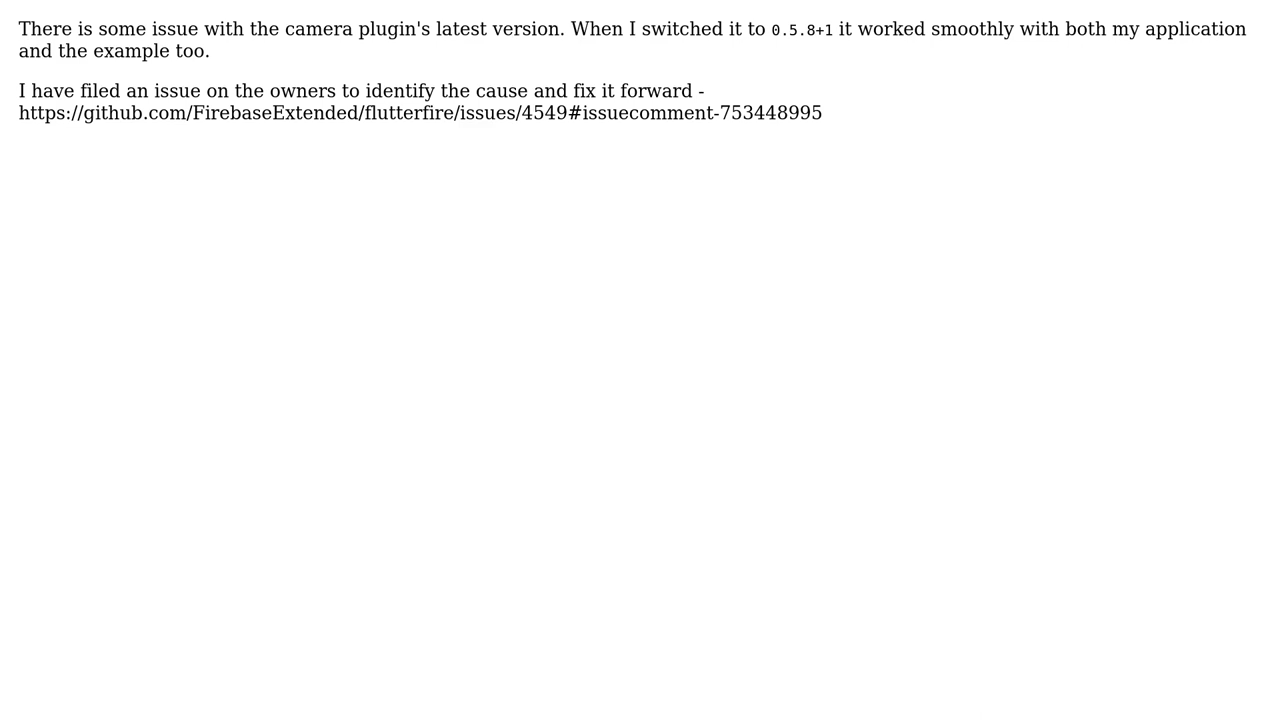 There is some issue with the camera plugin's latest version. When I switched it to 0.5.8+1 it worked smoothly with both my application
and the example too.
I have filed an issue on the owners to identify the cause and fix it forward -
https://github.com/FirebaseExtended/flutterfire/issues/4549#issuecomment-753448995